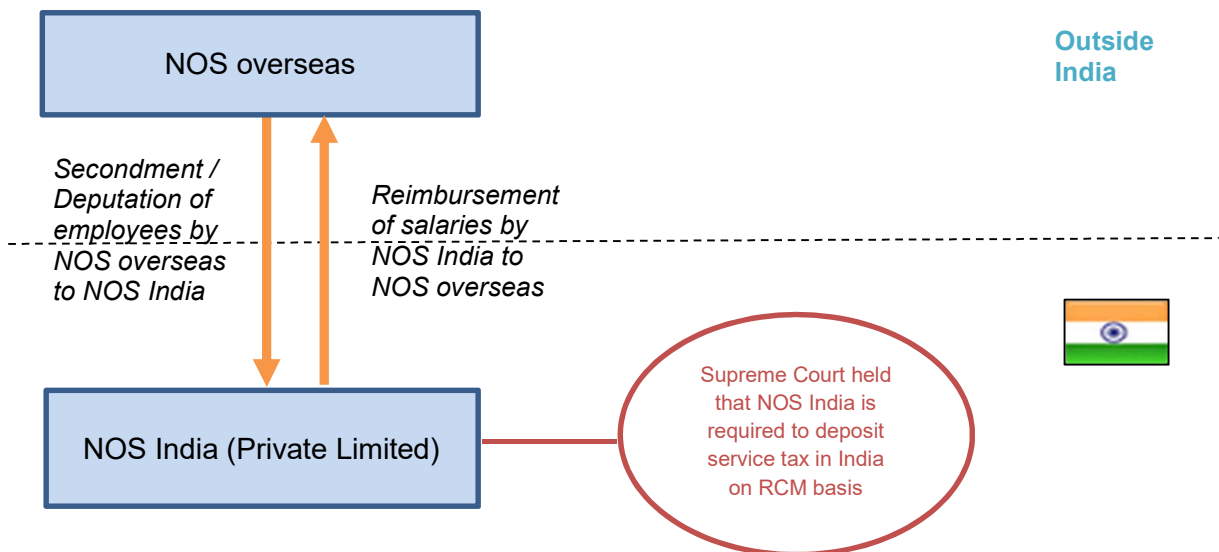 NOS overseas
Outside
India
Secondment /
Deputation of
employees by
NOS overseas
to NOS India
Reimbursement
of salaries by
NOS India to
NOS overseas
NOS India (Private Limited)
Supreme Court held
that NOS India is
required to deposit
service tax in India
on RCM basis